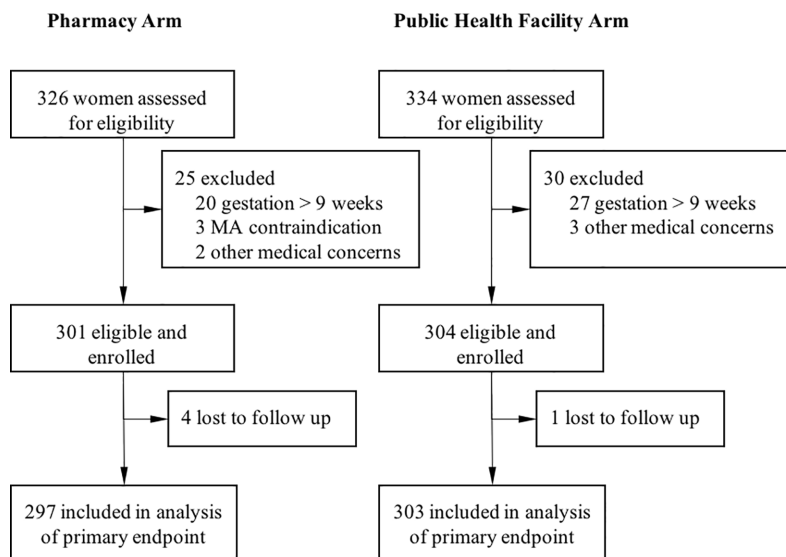 Pharmacy Arm
326 women assessed
for eligibility
25 excluded
20 gestation > 9 weeks
3 MA contraindication
2 other medical concerns
301 eligible and
enrolled
4 lost to follow up
297 included in analysis
of primary endpoint
Public Health Facility Arm
334 women assessed
for eligibility
30 excluded
27 gestation > 9 weeks
3 other medical concerns
304 eligible and
enrolled
1 lost to follow up
303 included in analysis
of primary endpoint